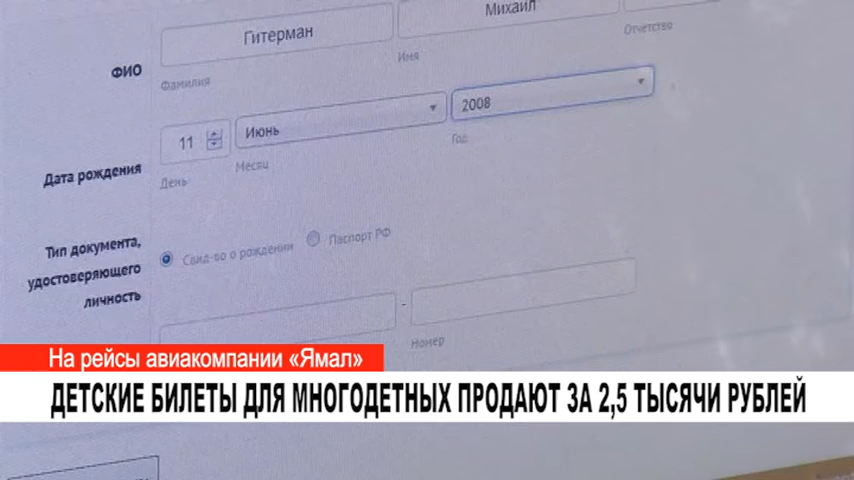 Гитерман
Михаил
ФИО
Фамилия
Имя
Отчетство
11
Июнь
2008
Дата рождения
День
Месяц
Год
Тип документа,
удостоверяющего
личность
Свид-во о рождении
Паспорт РФ
-
Номер
На рейсы авиакомпании «Ямал»
ДЕТСКИЕ БИЛЕТЫ ДЛЯ МНОГОДЕТНЫХ ПРОДАЮТ ЗА 2,5 ТЫСЯЧИ РУБЛЕЙ